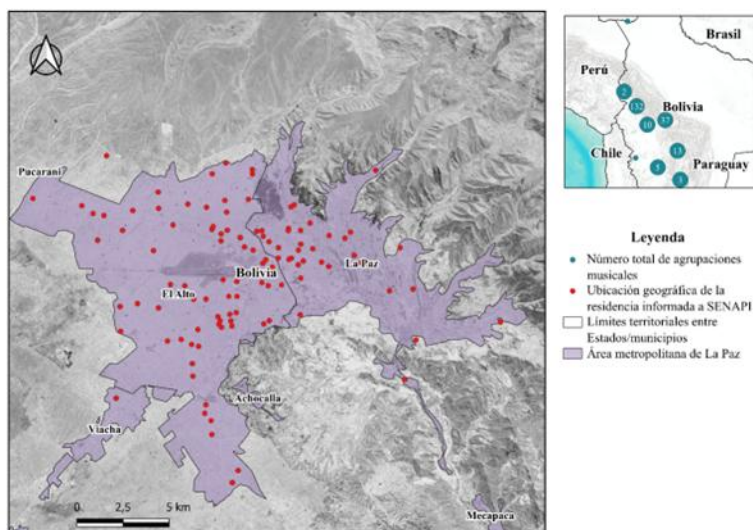 Pucarani
Bolivia
La Paz
El Alto
Achocalla
Viacha
Mecapaca
0 2,5 5 km
Brasil
Perú
2
132
Bolivia
10
37
13
Chile
Paraguay
5
3
Leyenda
Número total de agrupaciones
musicales
Ubicación geográfica de la
residencia informada a SENAPI
Límites territoriales entre
Estados/municipios
Área metropolitana de La Paz